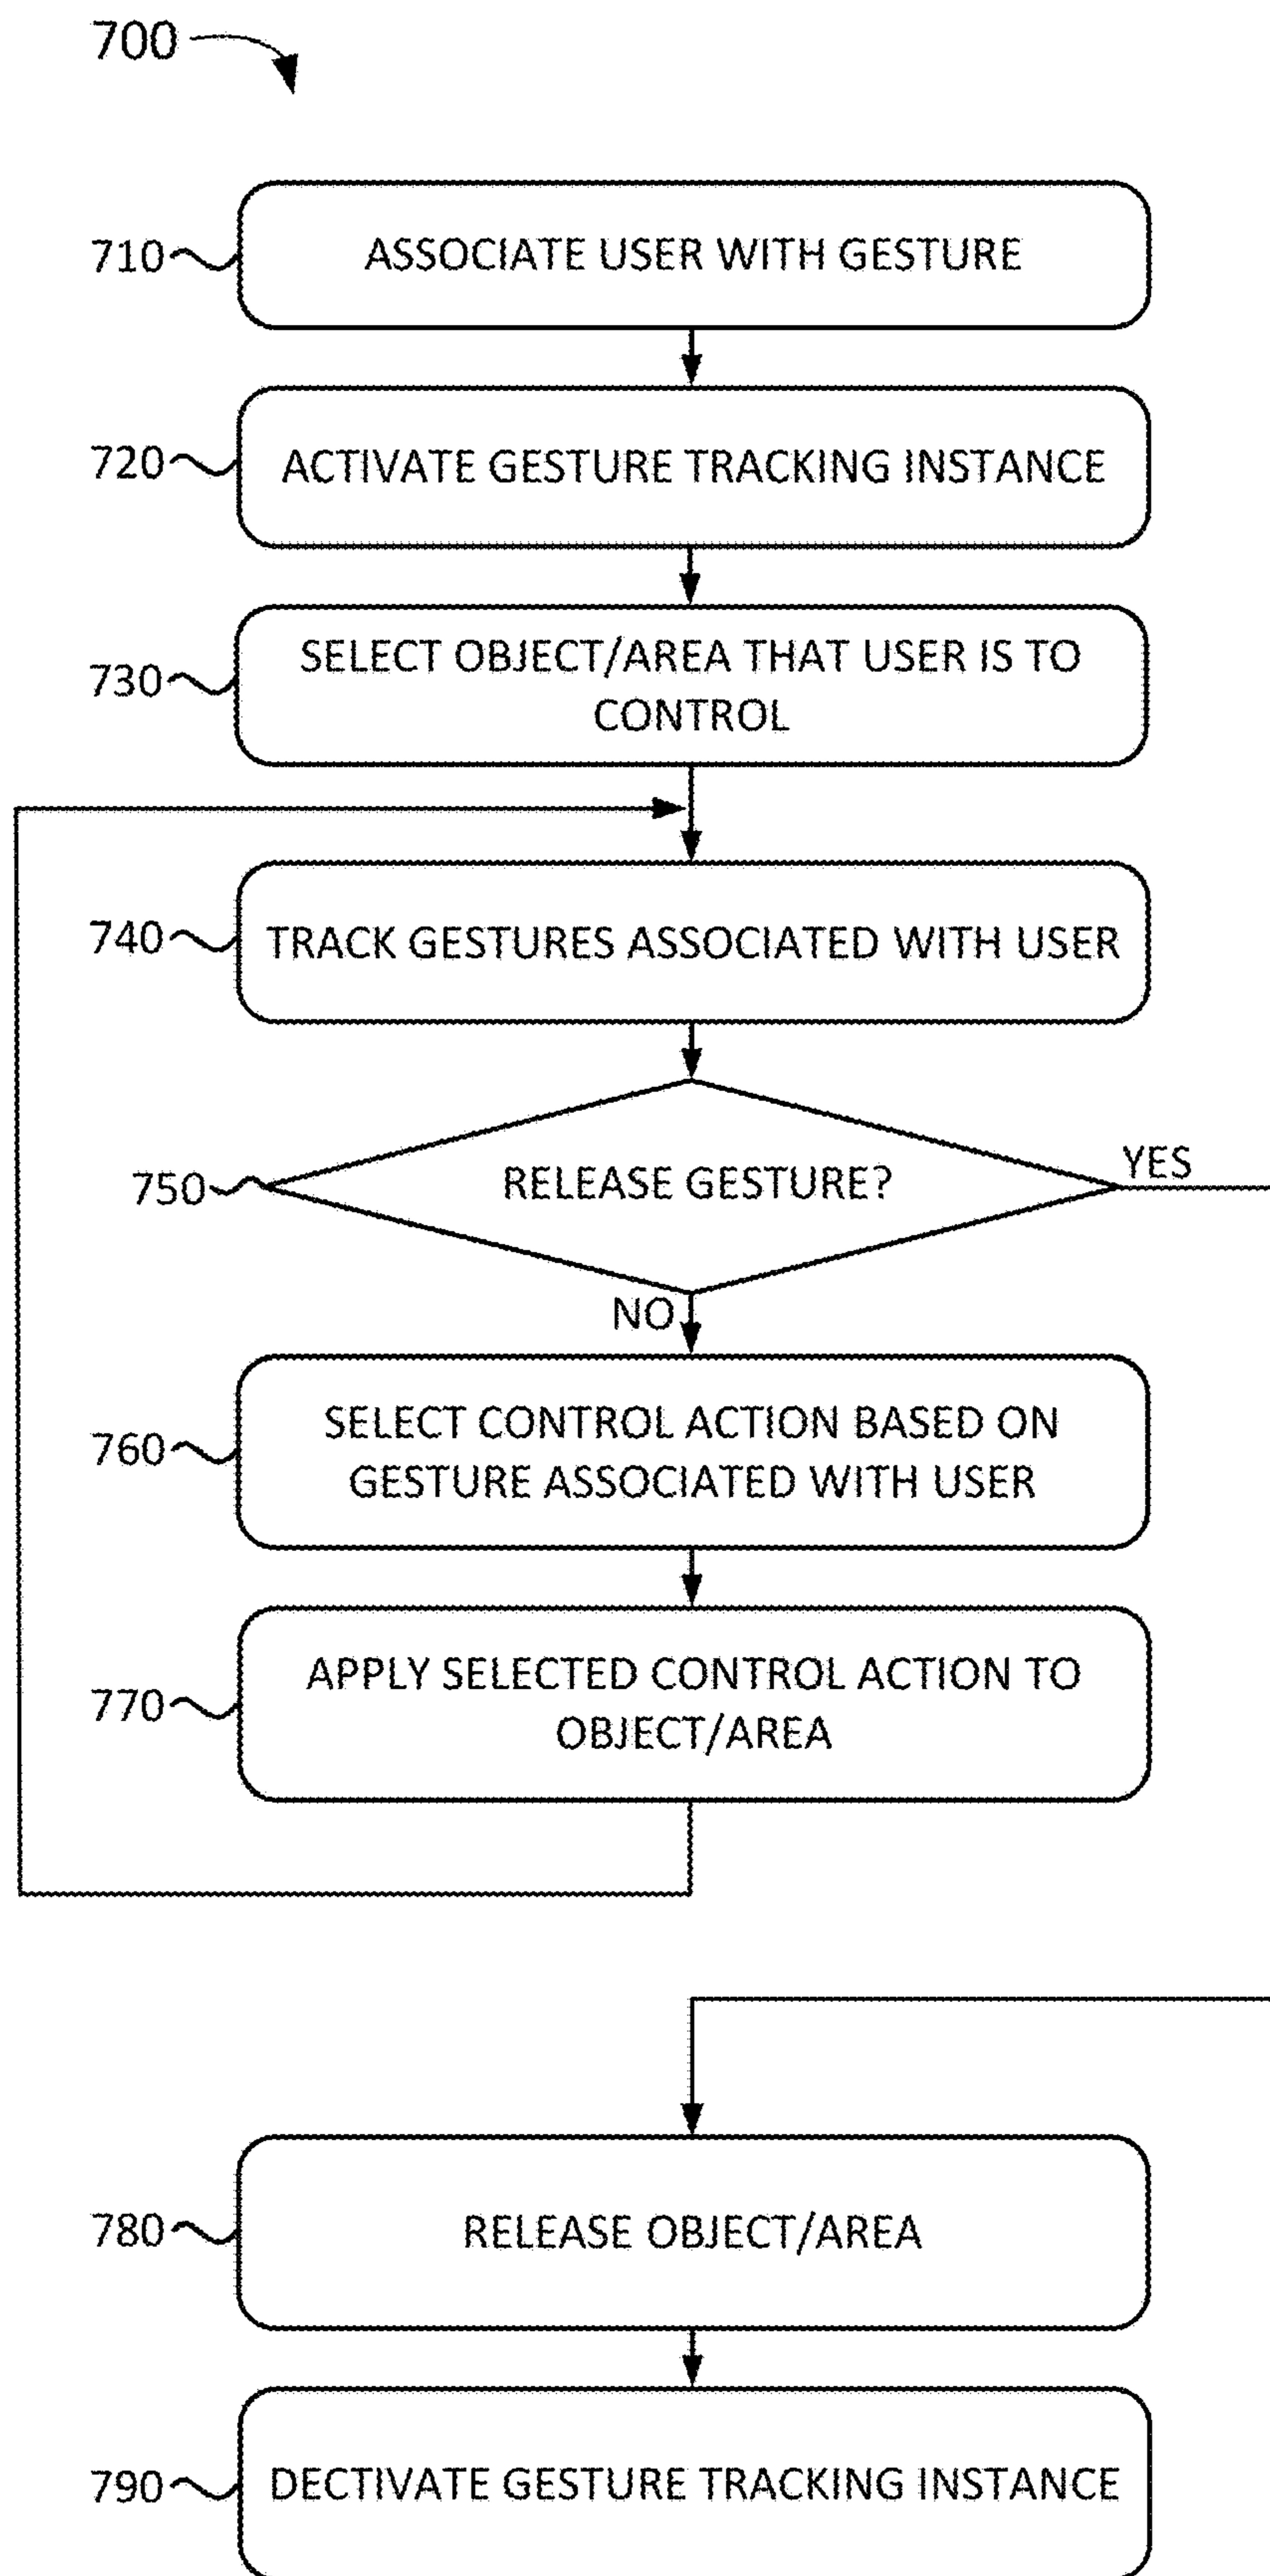 700
710
ASSOCIATE USER WITH GESTURE
720
ACTIVATE GESTURE TRACKING INSTANCE
730
SELECT OBJECT/AREA THAT USER IS TO
CONTROL
740
TRACK GESTURES ASSOCIATED WITH USER
750
RELEASE GESTURE?
YES
NO
760
SELECT CONTROL ACTION BASED ON
GESTURE ASSOCIATED WITH USER
770
APPLY SELECTED CONTROL ACTION TO
OBJECT/AREA
780
RELEASE OBJECT/AREA
790
DECTIVATE GESTURE TRACKING INSTANCE